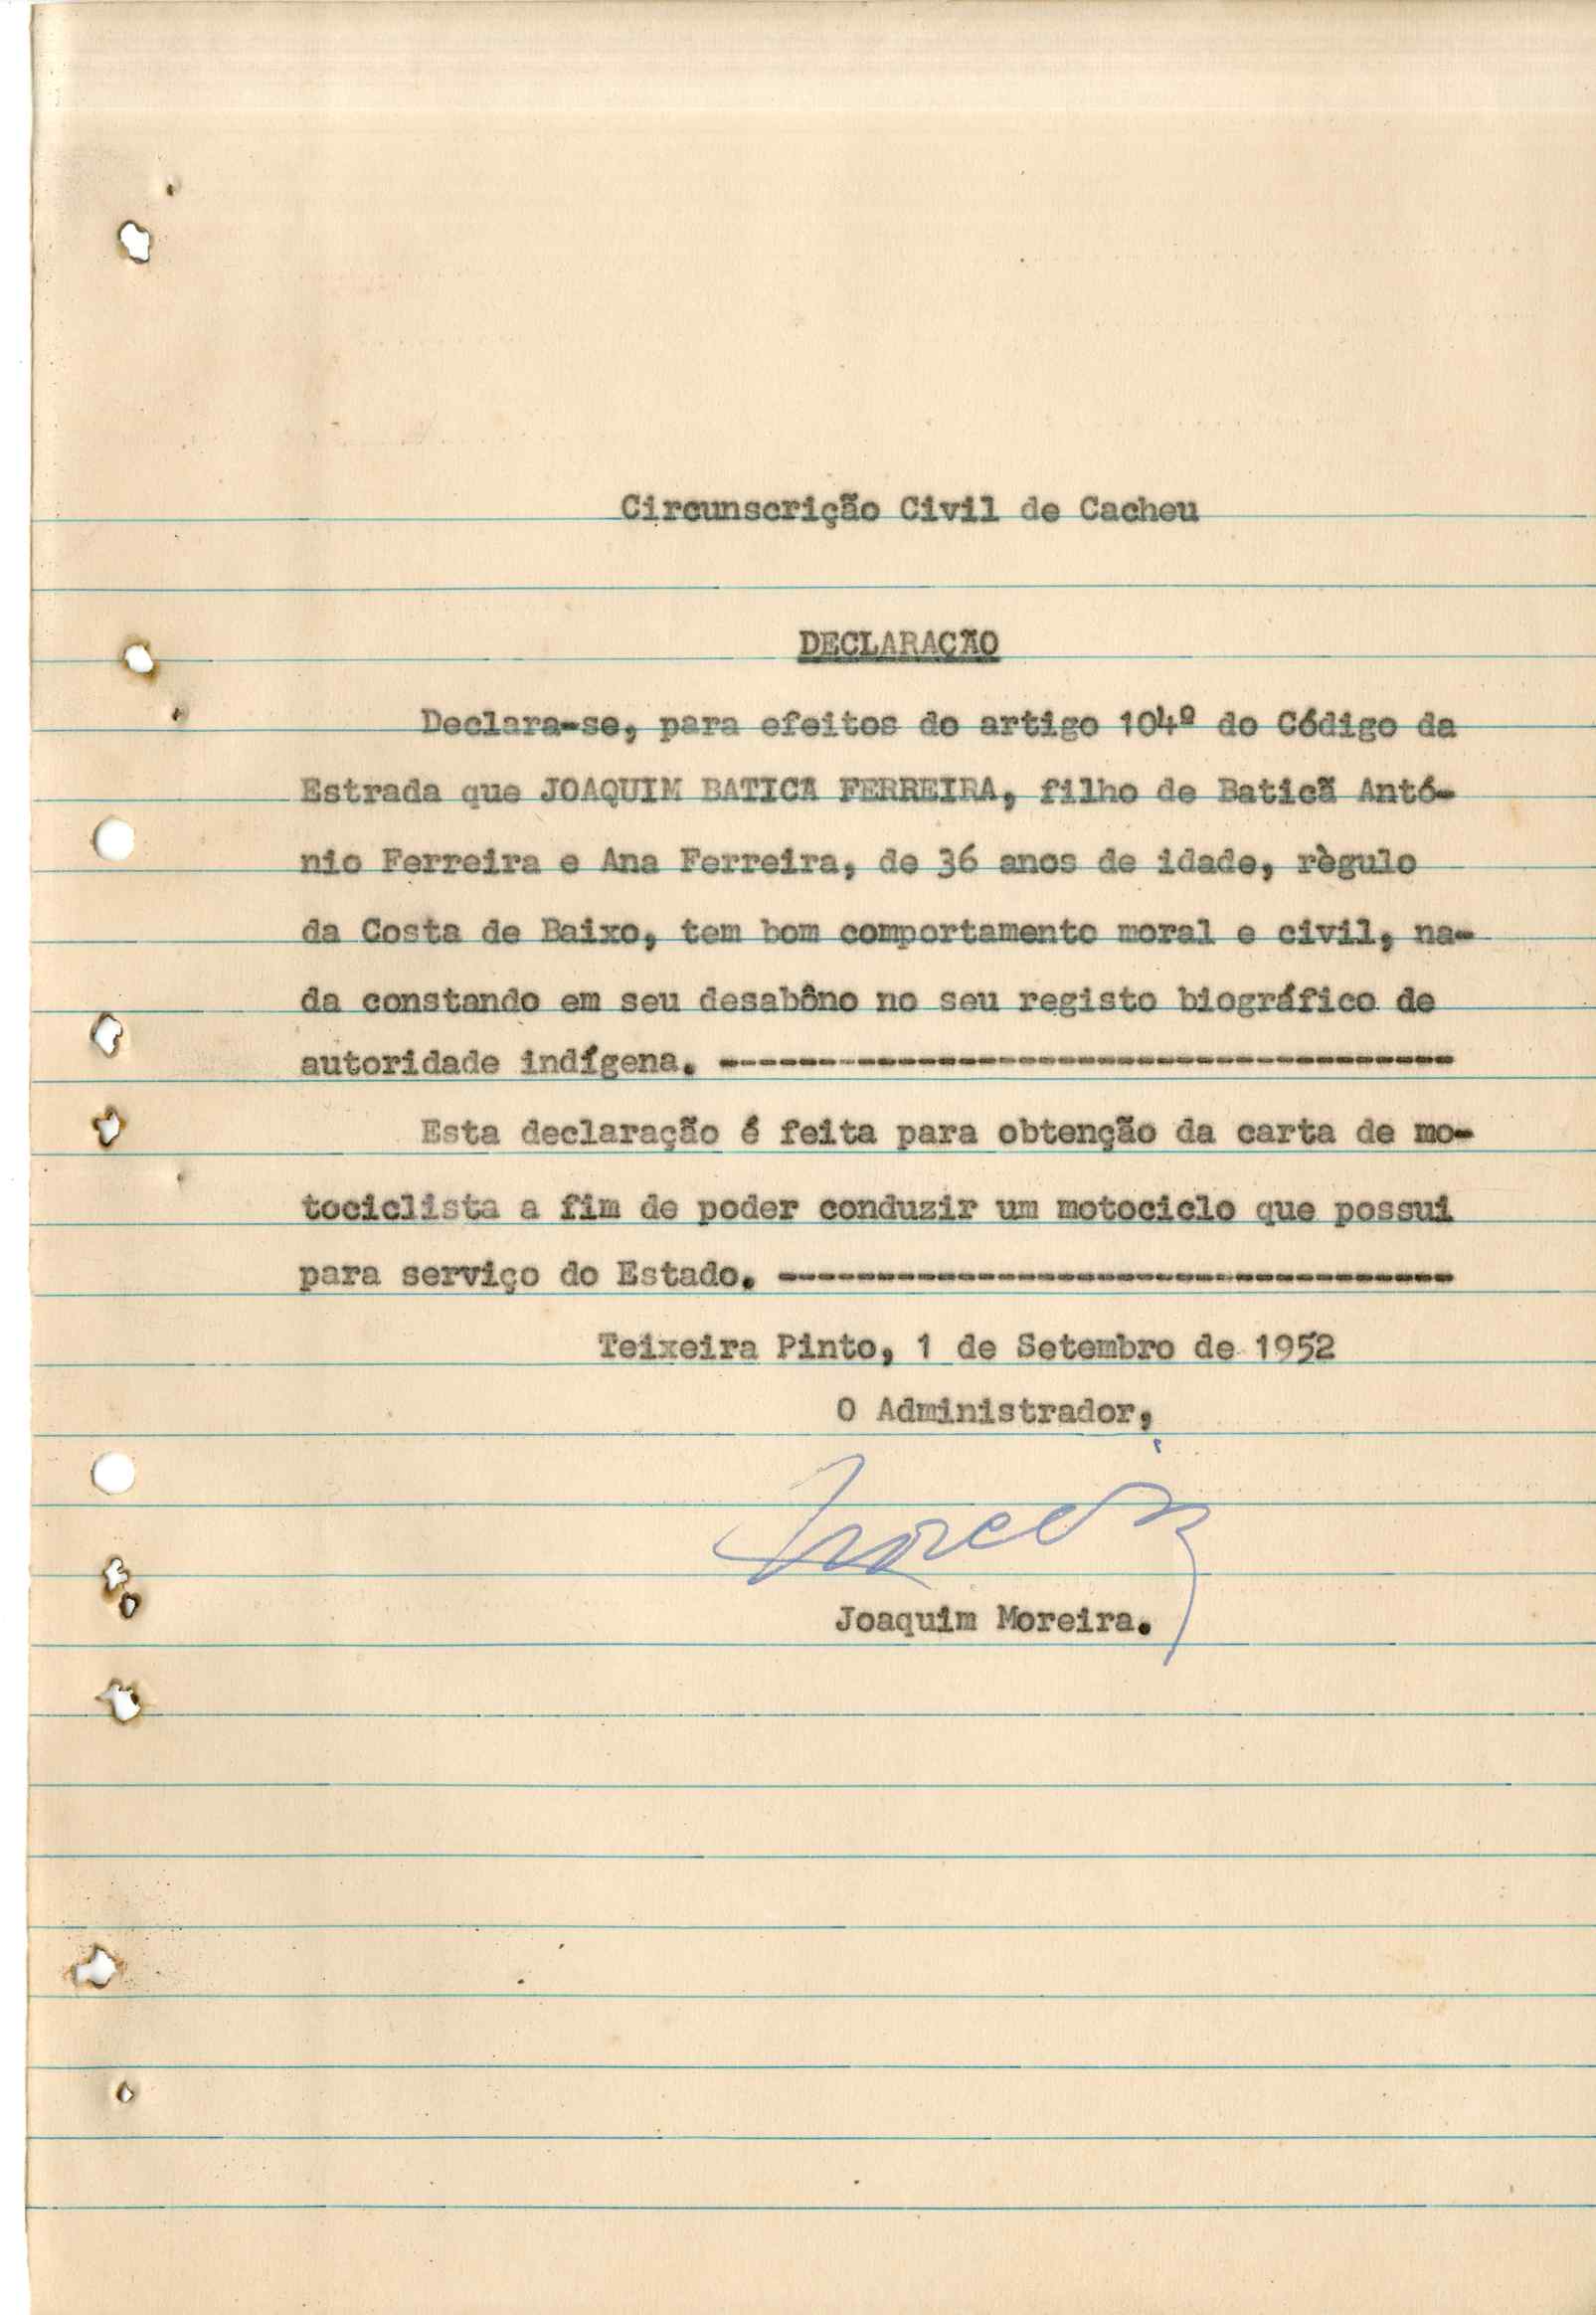 Circunscrição Civil de Cacheu
DECLARAÇÃO
Declara-se, para efeitos do artigo 104º do Código da
Estrada que JOAQUIM BATICÃ FERREIRA, filho de Baticã Antó-
nio Ferreira e Ana Ferreira, de 36 anos de idade, règulo
da Costa de Baixo, tem bom comportamento moral e civil, na-
da constando em seu desabôno no seu registo biográfico de
autoridade indígena. -------------------------------------
Esta declaração é feita para obtenção da carta de mo-
tociclista a fim de poder conduzir um motociclo que possui
para serviço do Estado. ----------------------------------
Teixeira Pinto, 1 de Setembro de 1952
O Administrador,
Joaquim Moreira.